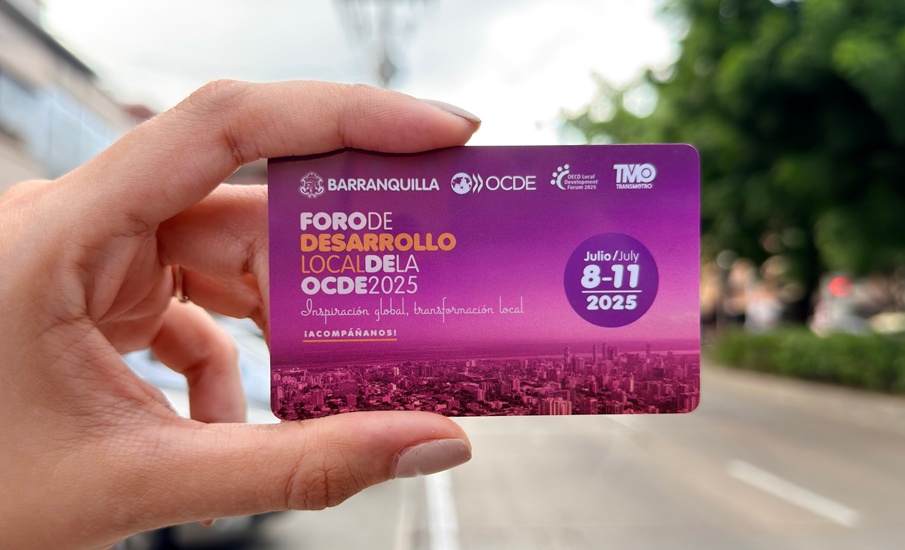 BARRANQUILLA
OCDE
OECD Local
Development
Forum 2025
TMO
TRANSMETRO
FORO DE
DESARROLLO
LOCAL DE LA
OCDE 2025
Inspiración global, transformación local
¡ACOMPÁÑANOS!
Julio/July
8-11
2025